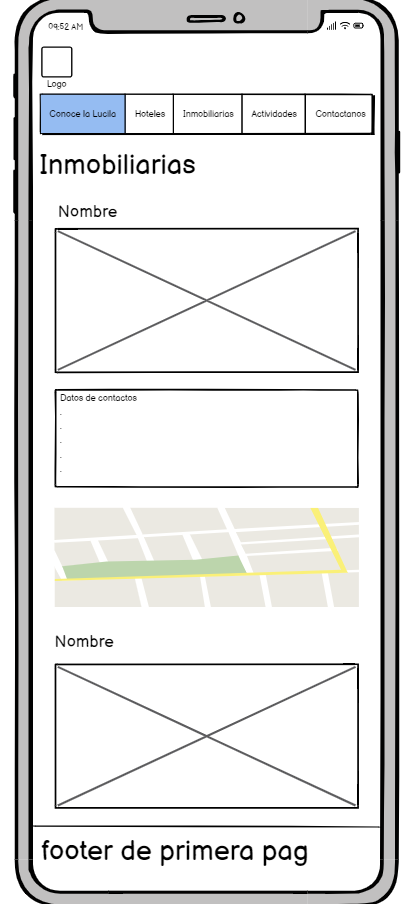 09:52 AM
Logo
Conoce la Lucila Hoteles Inmobiliarias Actividades Contactanos
Inmobiliarias
Nombre
Datos de contactos
.
.
.
.
.
Nombre
footer de primera pag